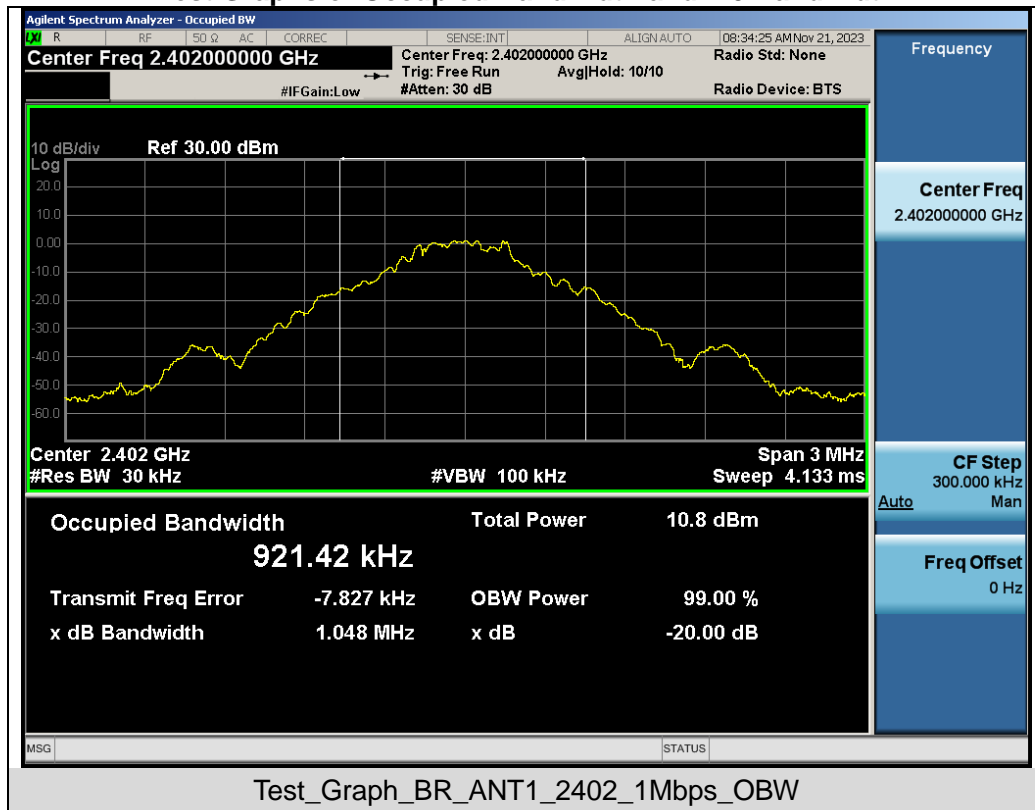 Agilent Spectrum Analyzer - Occupied BW
LXI R RF 50 Ω AC CORREC SENSE:INT ALIGN AUTO 08:34:25 AM Nov 21, 2023
Center Freq 2.402000000 GHz
Center Freq: 2.402000000 GHz
Radio Std: None
Trig: Free Run Avg|Hold: 10/10
#IFGain:Low
#Atten: 30 dB
Radio Device: BTS
10 dB/div Ref 30.00 dBm
Log
20.0
10.0
0.00
-10.0
-20.0
-30.0
-40.0
-50.0
-60.0
Center 2.402 GHz Span 3 MHz
#Res BW 30 kHz #VBW 100 kHz Sweep 4.133 ms
Occupied Bandwidth Total Power 10.8 dBm
921.42 kHz
Transmit Freq Error -7.827 kHz OBW Power 99.00 %
x dB Bandwidth 1.048 MHz x dB -20.00 dB
MSG STATUS
Frequency
Center Freq
2.402000000 GHz
CF Step
300.000 kHz
Auto Man
Freq Offset
0 Hz
Test_Graph_BR_ANT1_2402_1Mbps_OBW